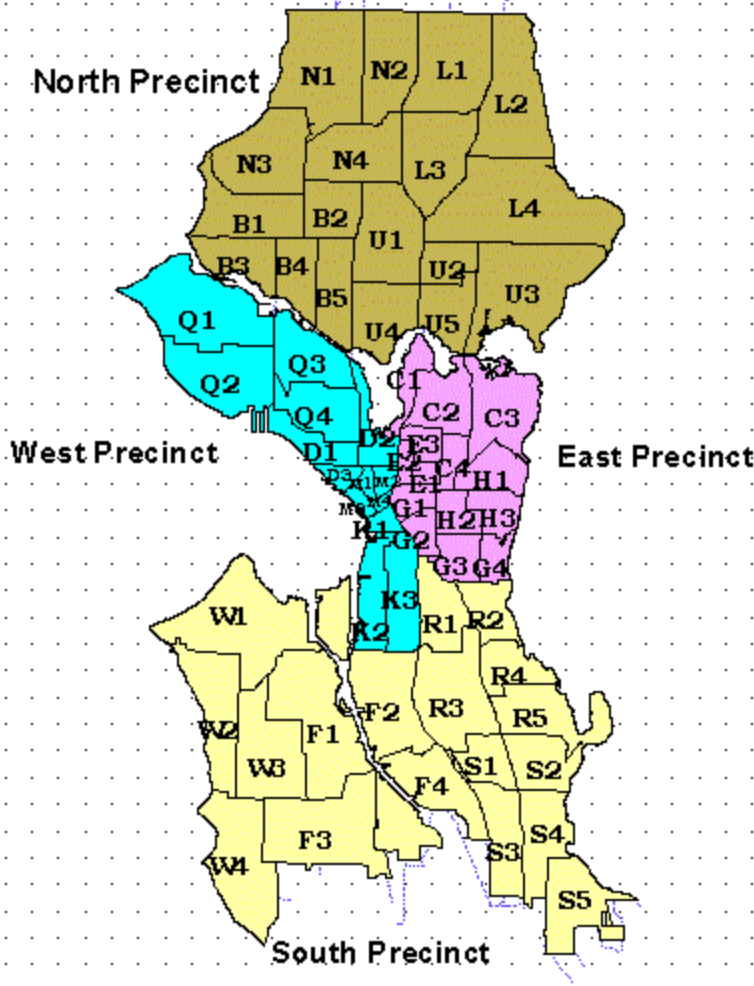 N1 N2 L1
North Precinct
L2
N3 N4 L3
L4
B1 B2
U1
B3 B4 U2
B5 U3
Q1 U4 U5
Q3 C1
Q2 C2 C3
Q4
D1 D2 E3
West Precinct E2 C4 East Precinct
D3 M1 E1 H1
M4 G1
H2 H3
K1 G2
G3 G4
K3
W1 K2 R1 R2
R4
F2 R3 R5
W2 F1
W3 S1 S2
F4
F3 S4
W4 S3
S5
South Precinct